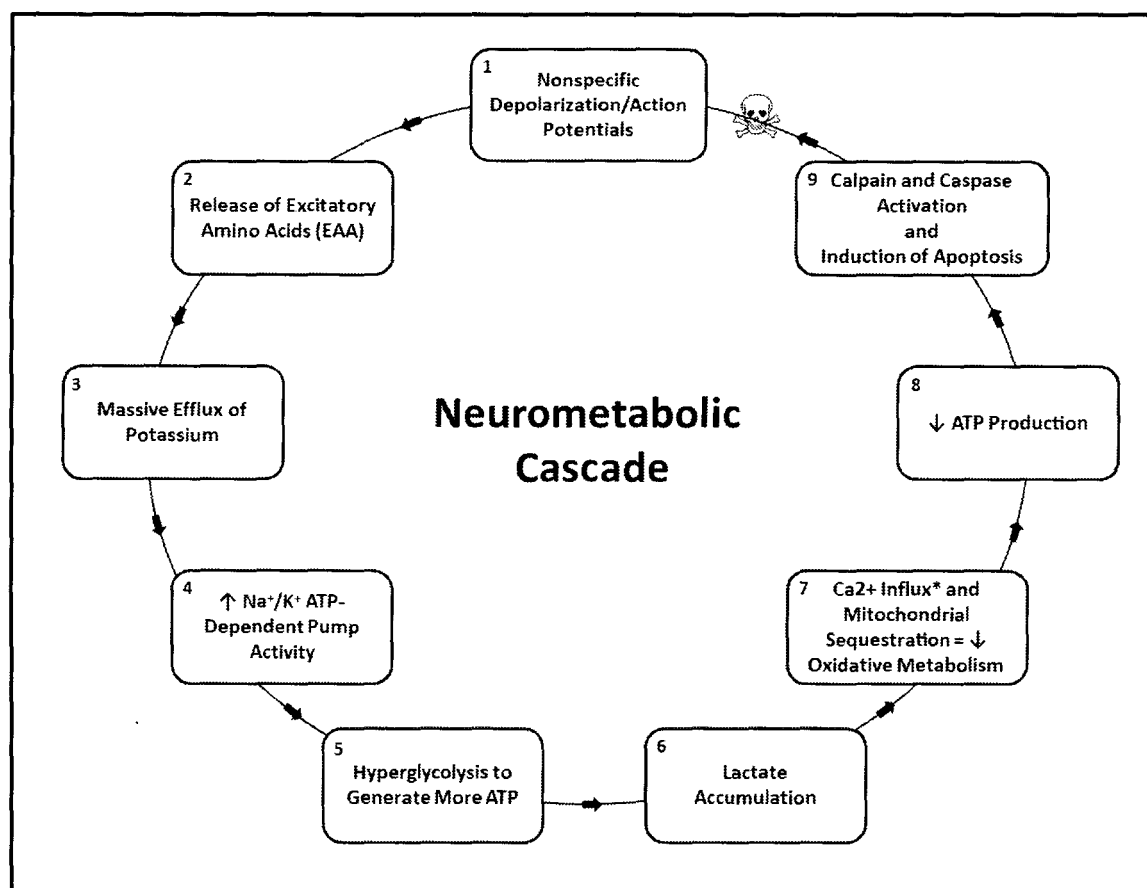 1
Nonspecific
Depolarization/Action
Potentials
2
Release of Excitatory
Amino Acids (EAA)
3
Massive Efflux of
Potassium
4
↑ Na⁺/K⁺ ATP-
Dependent Pump
Activity
5
Hyperglycolysis to
Generate More ATP
6
Lactate
Accumulation
7
Ca2+ Influx* and
Mitochondrial
Sequestration = ↓
Oxidative Metabolism
8
↓ ATP Production
9
Calpain and Caspase
Activation
and
Induction of Apoptosis
Neurometabolic
Cascade